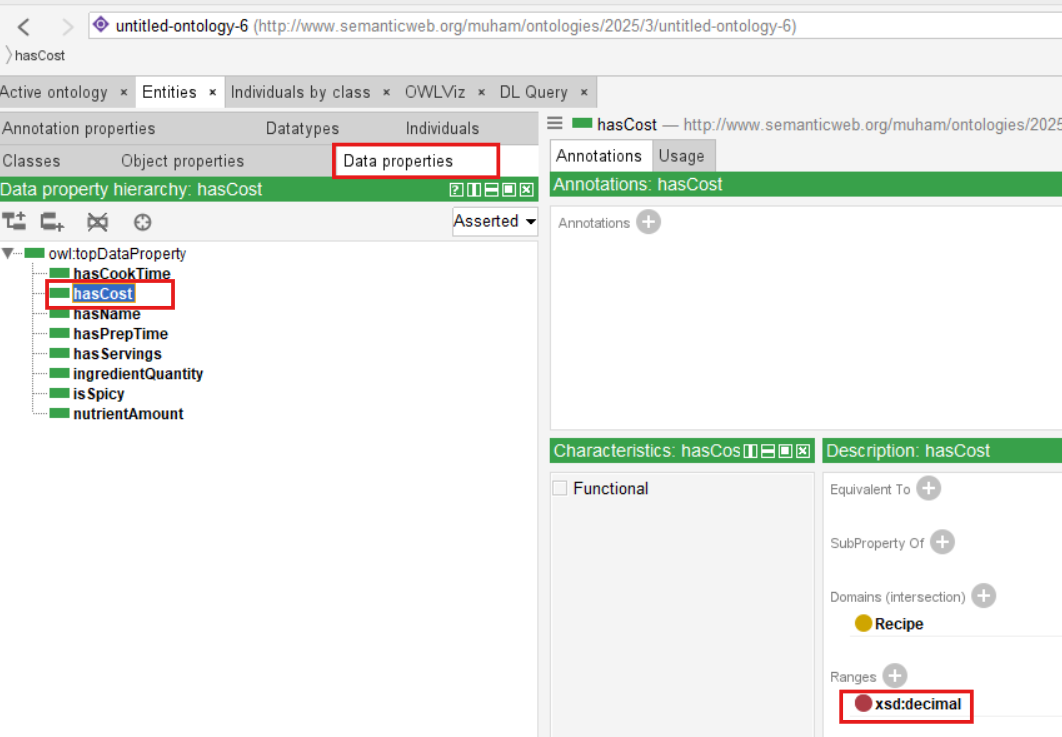 untitled-ontology-6 (http://www.semanticweb.org/muham/ontologies/2025/3/untitled-ontology-6)
hasCost
Active ontology × Entities × Individuals by class × OWLViz × DL Query ×
Annotation properties Datatypes Individuals
Classes Object properties Data properties
Data property hierarchy: hasCost
Asserted
owl:topDataProperty
hasCookTime
hasCost
hasName
hasPrepTime
hasServings
ingredientQuantity
isSpicy
nutrientAmount
hasCost — http://www.semanticweb.org/muham/ontologies/2025
Annotations Usage
Annotations: hasCost
Annotations
Characteristics: hasCos
Functional
Description: hasCost
Equivalent To
SubProperty Of
Domains (intersection)
Recipe
Ranges
xsd:decimal